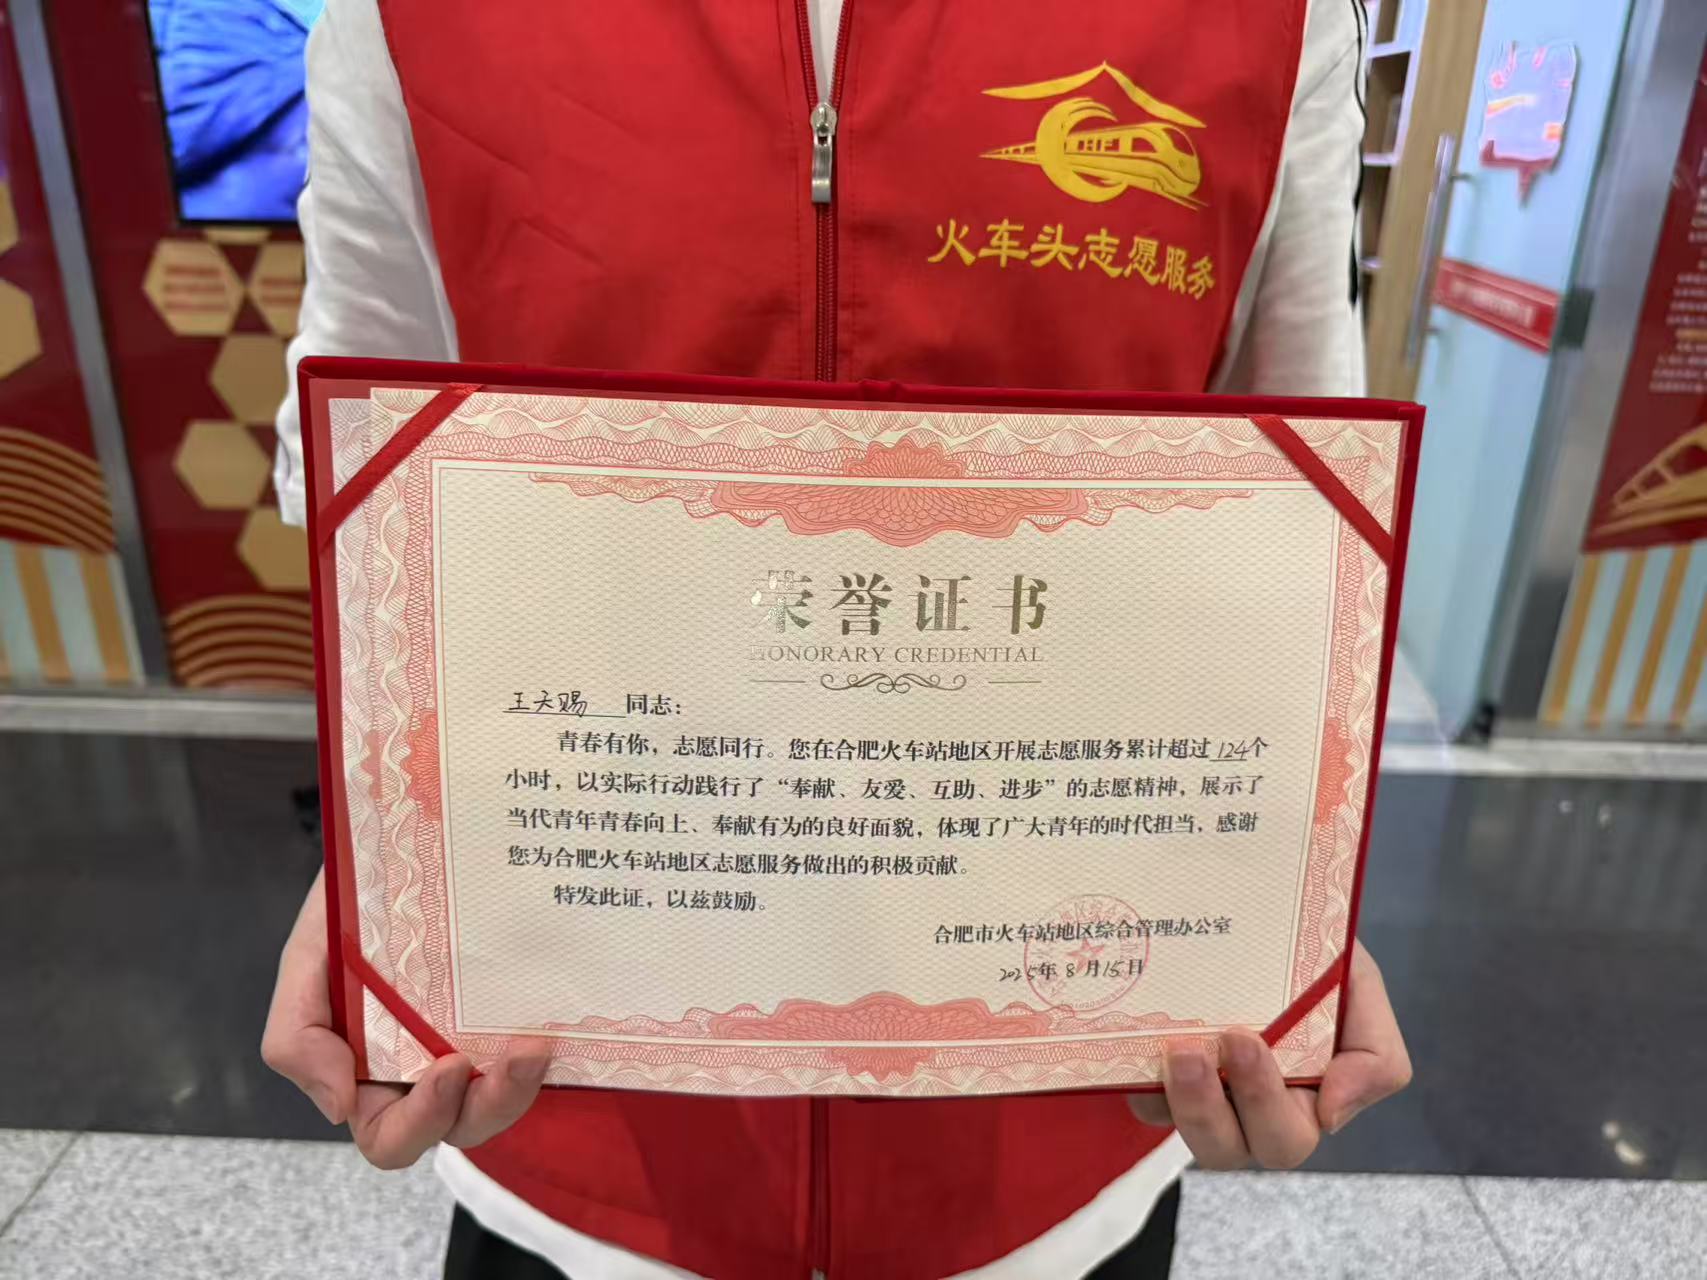 HF
火车头志愿服务
荣誉证书
HONORARY CREDENTIAL
王天赐 同志：
青春有你，志愿同行。您在合肥火车站地区开展志愿服务累计超过124个
小时，以实际行动践行了“奉献、友爱、互助、进步”的志愿精神，展示了
当代青年青春向上、奉献有为的良好面貌，体现了广大青年的时代担当，感谢
您为合肥火车站地区志愿服务做出的积极贡献。
特发此证，以兹鼓励。
合肥市火车站地区综合管理办公室
2025年8月15日